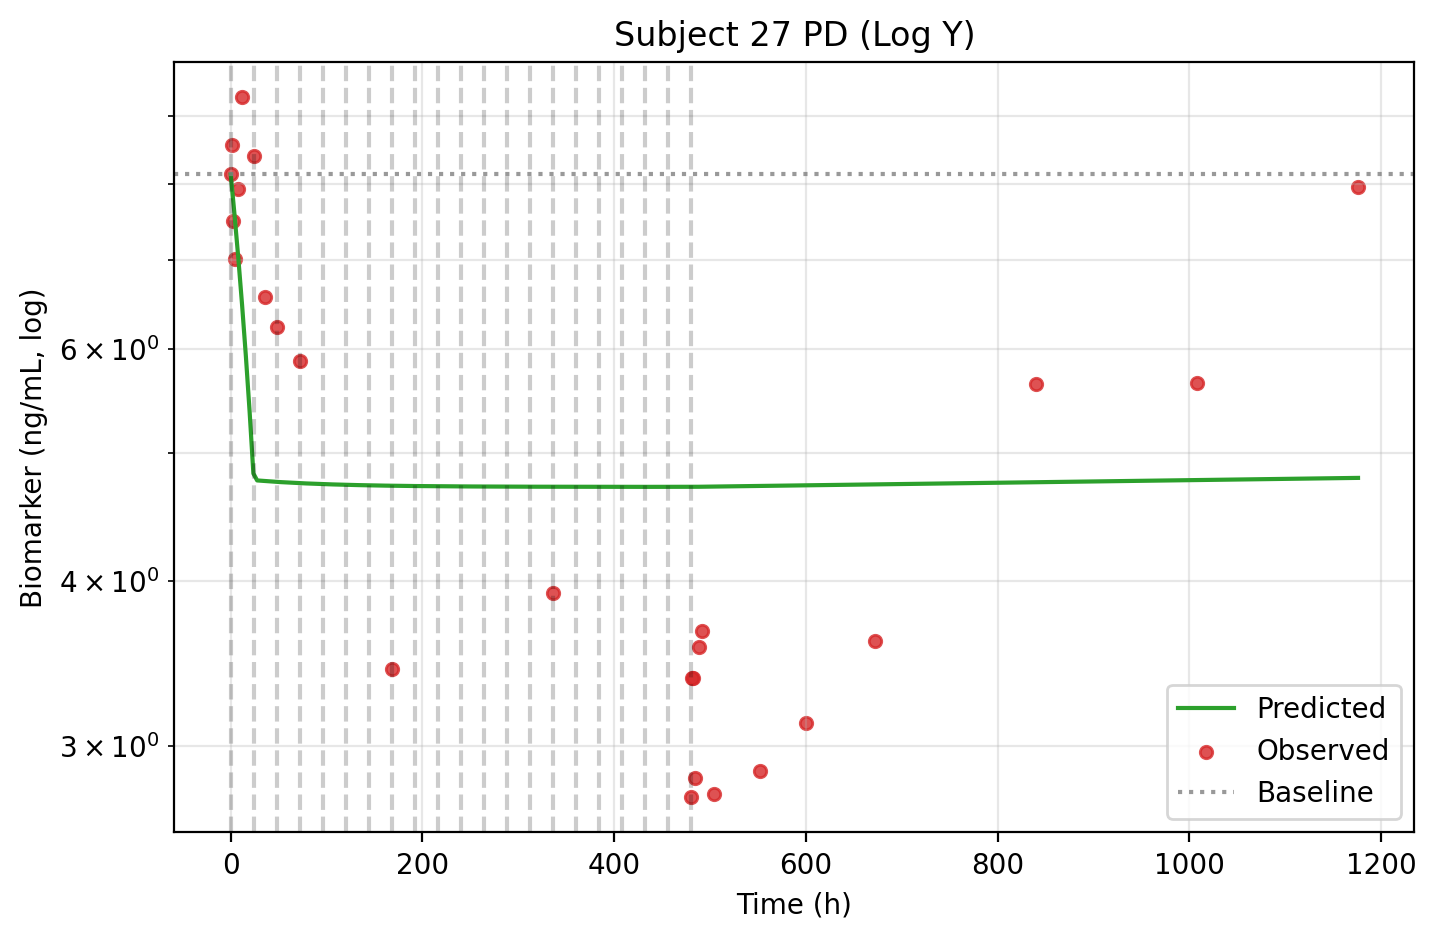 Subject 27 PD (Log Y)
Biomarker (ng/mL, log)
6 × 10⁰
4 × 10⁰
3 × 10⁰
0 200 400 600 800 1000 1200
Time (h)
Predicted
Observed
Baseline